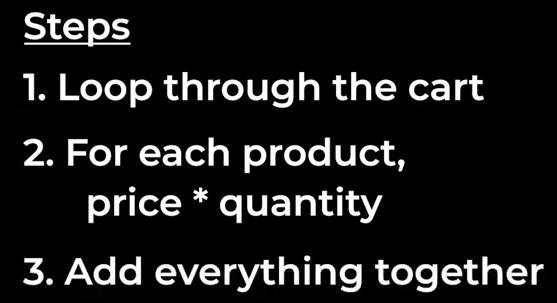 Steps
1. Loop through the cart
2. For each product,
price * quantity
3. Add everything together